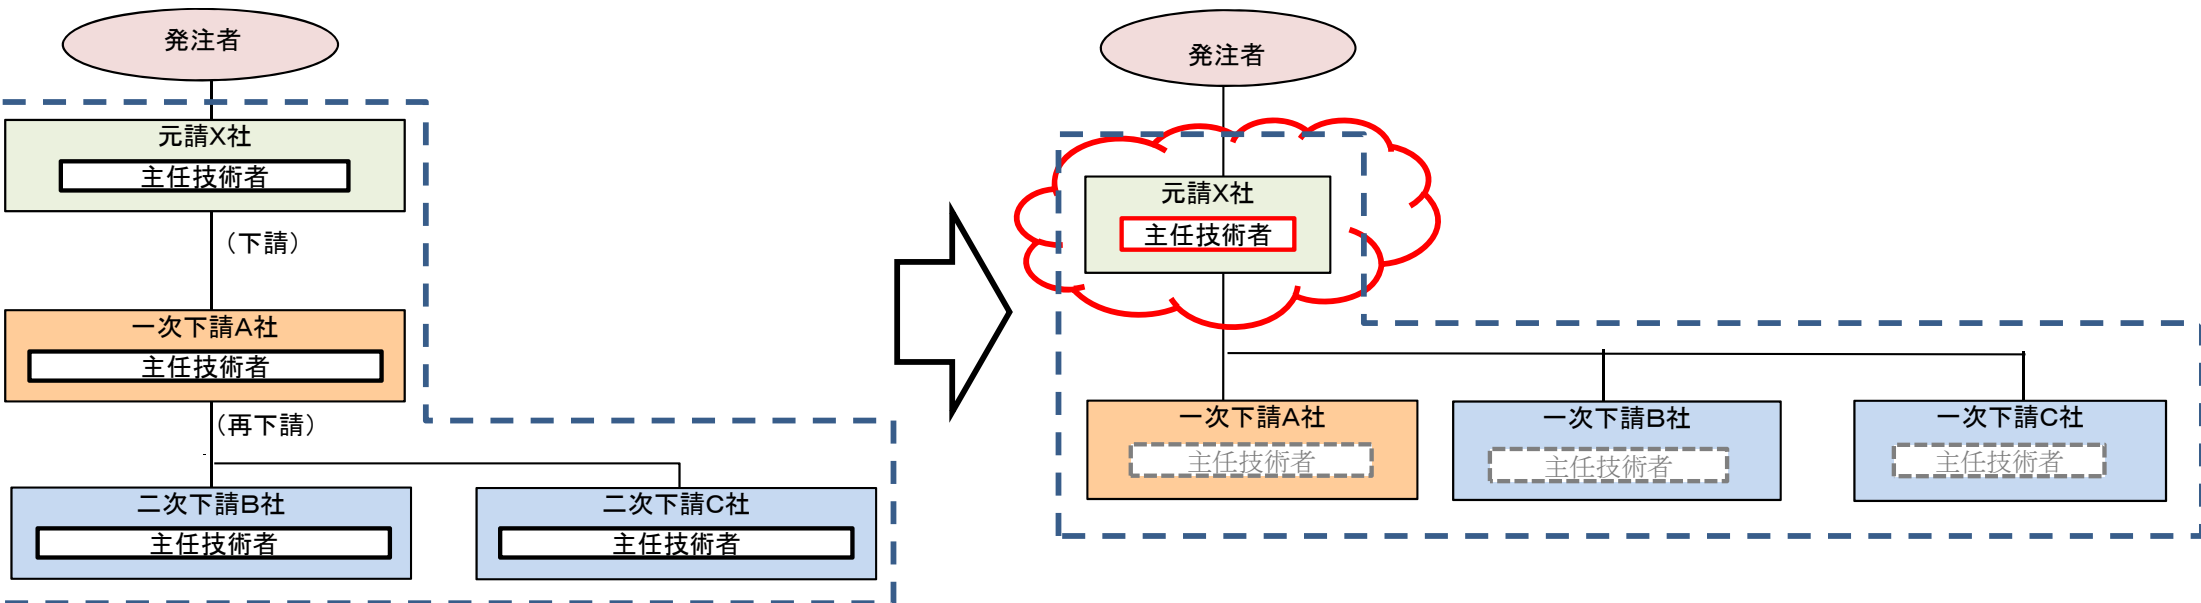 発注者
元請X社
主任技術者
（下請）
一次下請A社
主任技術者
（再下請）
二次下請B社
主任技術者
二次下請C社
主任技術者
発注者
元請X社
主任技術者
一次下請A社
主任技術者
一次下請B社
主任技術者
一次下請C社
主任技術者